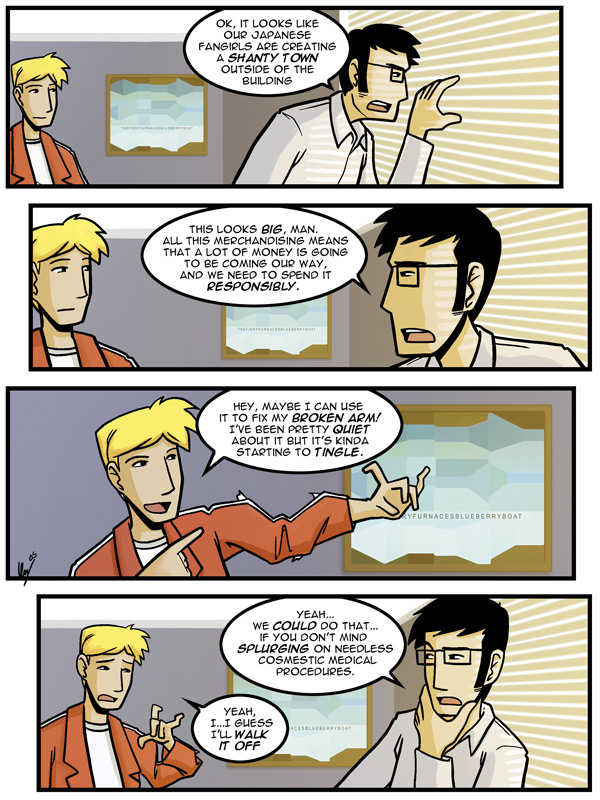 OK, IT LOOKS LIKE
OUR JAPANESE
FANGIRLS ARE CREATING
A SHANTY TOWN
OUTSIDE OF THE
BUILDING
THEFIERYFURNACESBLUEBERRYBOAT
THIS LOOKS BIG, MAN.
ALL THIS MERCHANDISING MEANS
THAT A LOT OF MONEY IS GOING
TO BE COMING OUR WAY,
AND WE NEED TO SPEND IT
RESPONSIBLY.
THEFIERYFURNACESBLUEBERRYBOAT
HEY, MAYBE I CAN USE
IT TO FIX MY BROKEN ARM!
I'VE BEEN PRETTY QUIET
ABOUT IT BUT IT'S KINDA
STARTING TO TINGLE.
RYFURNACESBLUEBERRYBOAT
YEAH...
WE COULD DO THAT...
IF YOU DON'T MIND
SPLURGING ON NEEDLESS
COSMESTIC MEDICAL
PROCEDURES.
YEAH,
I...I GUESS
I'LL WALK
IT OFF
NACESBLUEBERRYBOAT